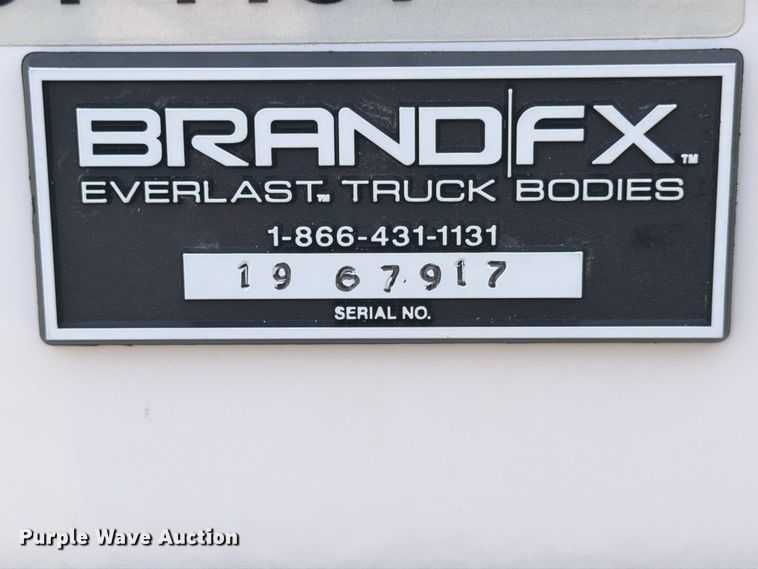 BRAND FX™
EVERLAST™ TRUCK BODIES
1-866-431-1131
19 67917
SERIAL NO.
Purple Wave Auction